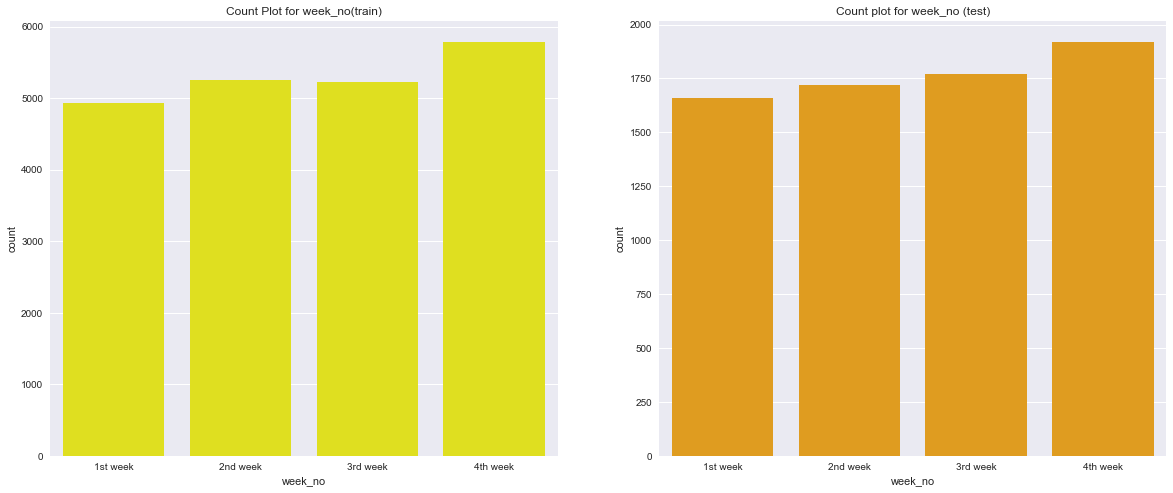 Count Plot for week_no(train)
6000
5000
4000
3000
2000
1000
0
count
1st week 2nd week 3rd week 4th week
week_no
Count plot for week_no (test)
2000
1750
1500
1250
1000
750
500
250
0
count
1st week 2nd week 3rd week 4th week
week_no